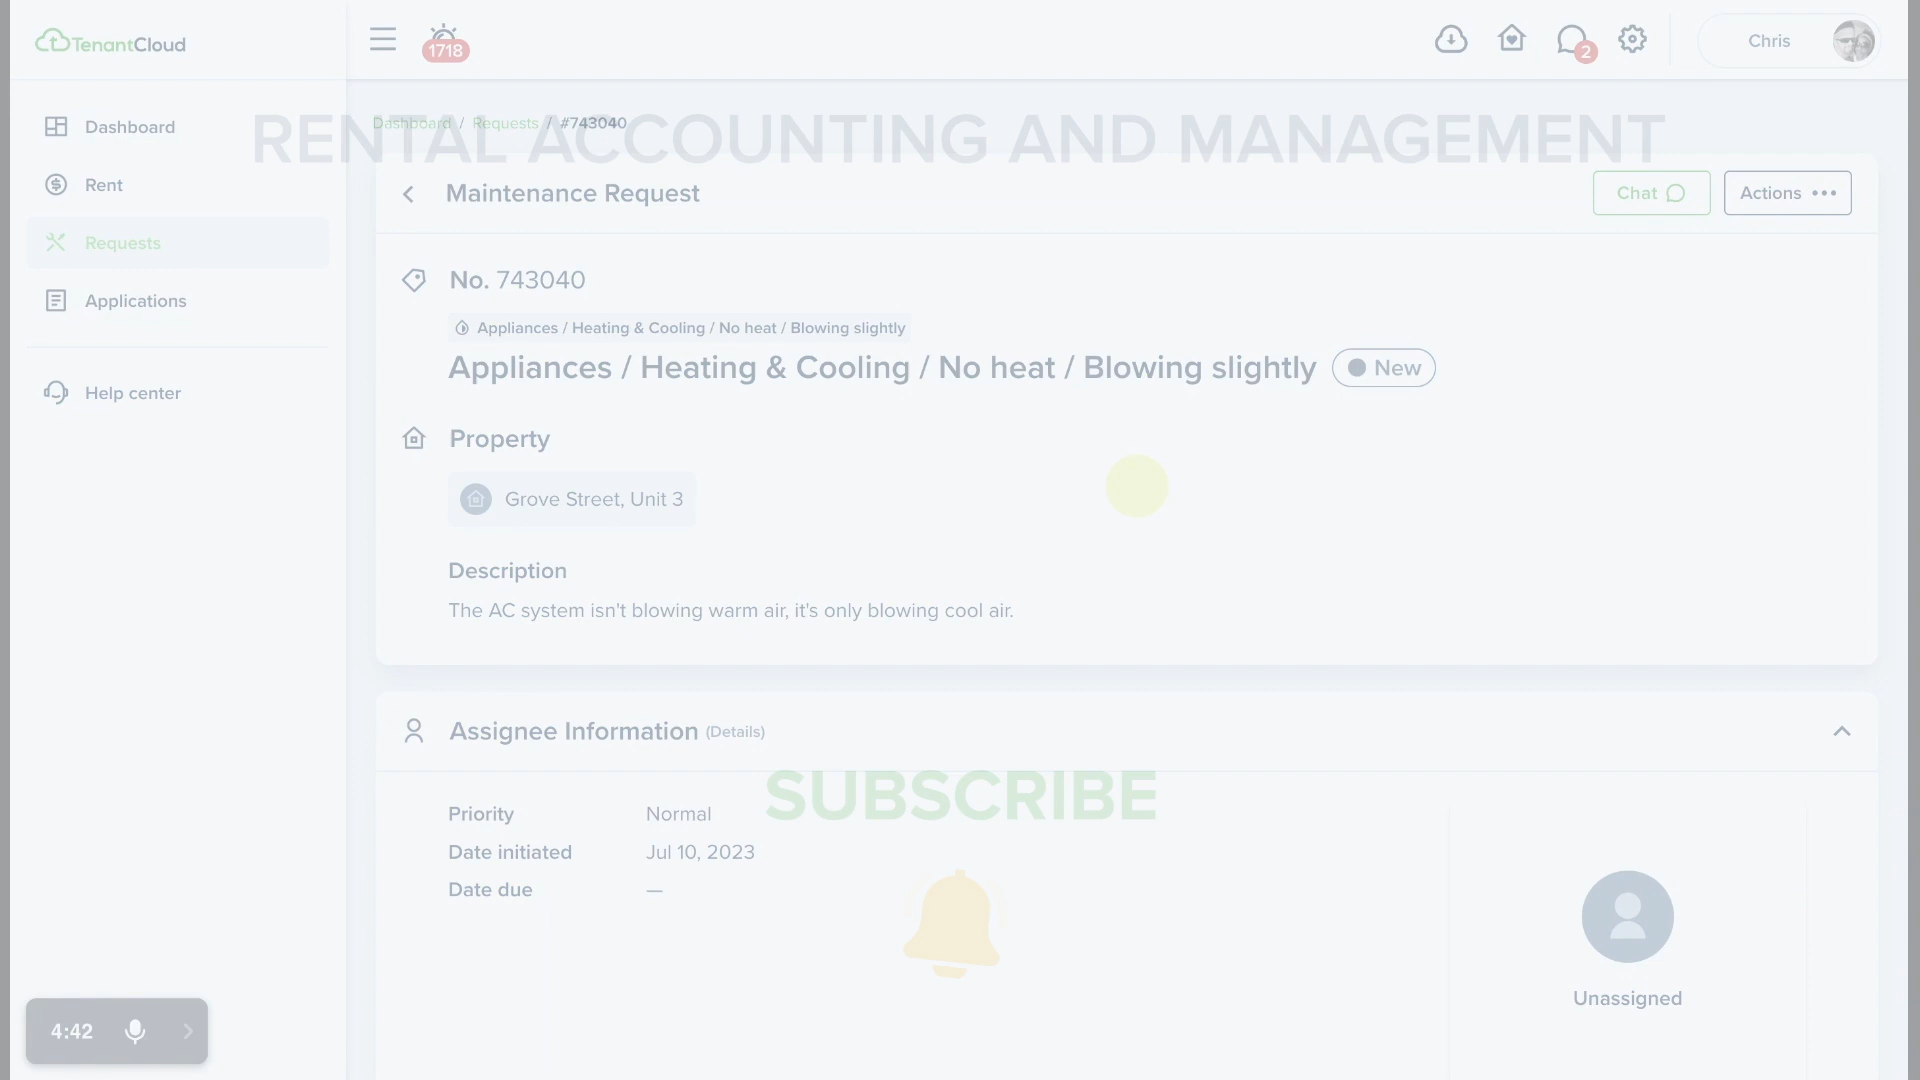 TenantCloud
1718
2
Chris
Dashboard
Rent
Requests
Applications
Help center
Dashboard / Requests / #743040
RENTAL ACCOUNTING AND MANAGEMENT
Maintenance Request
Chat
Actions
No. 743040
Appliances / Heating & Cooling / No heat / Blowing slightly
Appliances / Heating & Cooling / No heat / Blowing slightly
New
Property
Grove Street, Unit 3
Description
The AC system isn't blowing warm air, it's only blowing cool air.
Assignee Information (Details)
SUBSCRIBE
Priority Normal
Date initiated Jul 10, 2023
Date due —
Unassigned
4:42